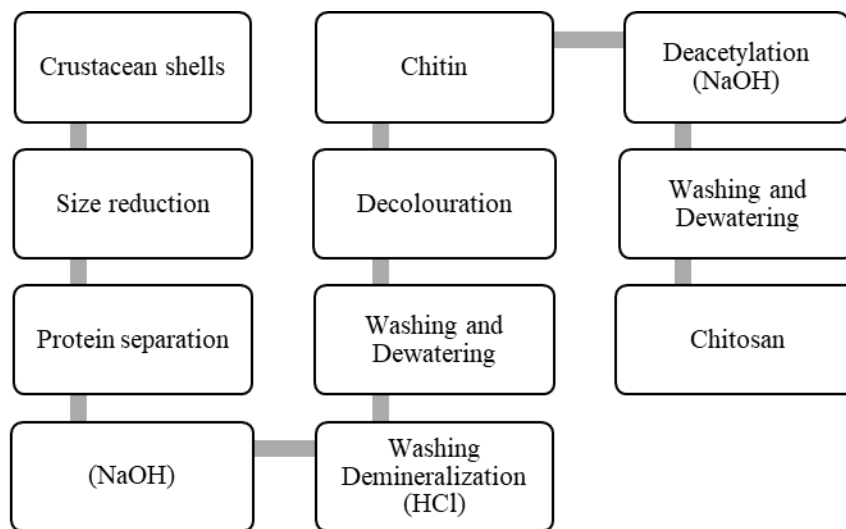 Crustacean shells
Size reduction
Protein separation
(NaOH)
Washing
Demineralization
(HCl)
Washing and
Dewatering
Decolouration
Chitin
Deacetylation
(NaOH)
Washing and
Dewatering
Chitosan